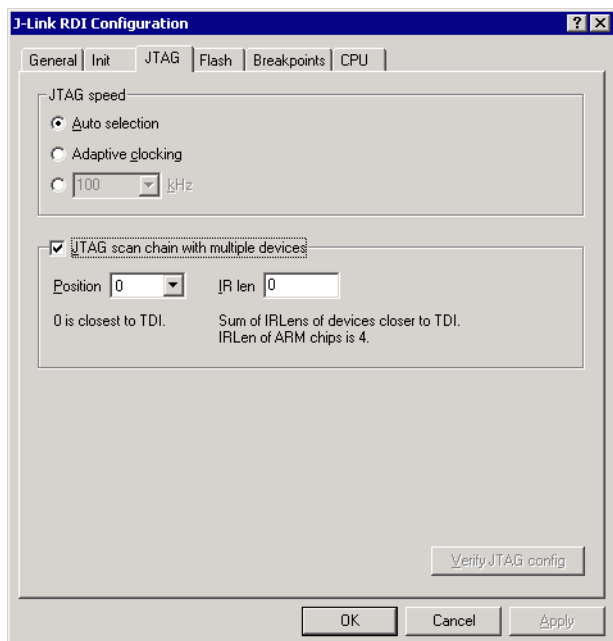 J-Link RDI Configuration
General Init JTAG Flash Breakpoints CPU
JTAG speed
Auto selection
Adaptive clocking
100 kHz
JTAG scan chain with multiple devices
Position 0 IR len 0
0 is closest to TDI. Sum of IRLens of devices closer to TDI.
IRLen of ARM chips is 4.
Verify JTAG config
OK Cancel Apply